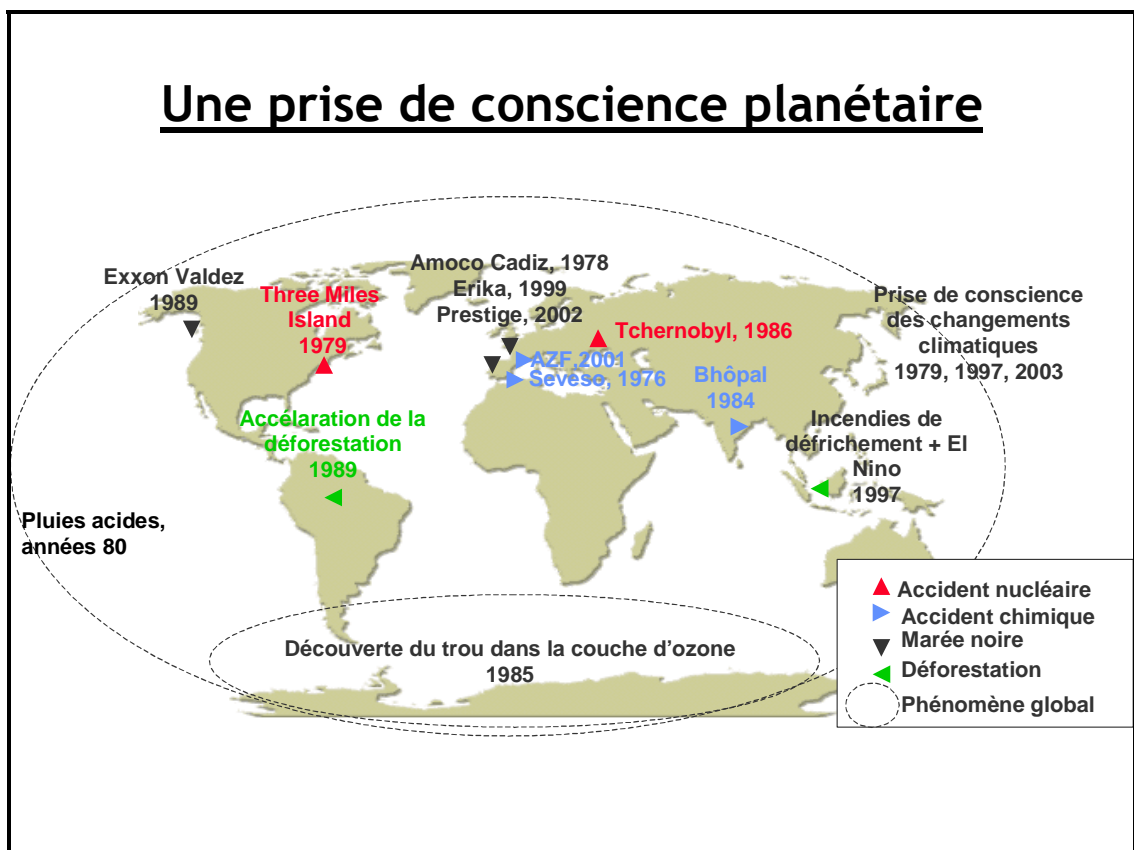 Une prise de conscience planétaire
Exxon Valdez
1989
Three Miles
Island
1979
Amoco Cadiz, 1978
Erika, 1999
Prestige, 2002
Tchernobyl, 1986
AZF,2001
Seveso, 1976
Bhôpal
1984
Prise de conscience
des changements
climatiques
1979, 1997, 2003
Accélaration de la
déforestation
1989
Incendies de
défrichement + El
Nino
1997
Pluies acides,
années 80
Découverte du trou dans la couche d’ozone
1985
Accident nucléaire
Accident chimique
Marée noire
Déforestation
Phénomène global